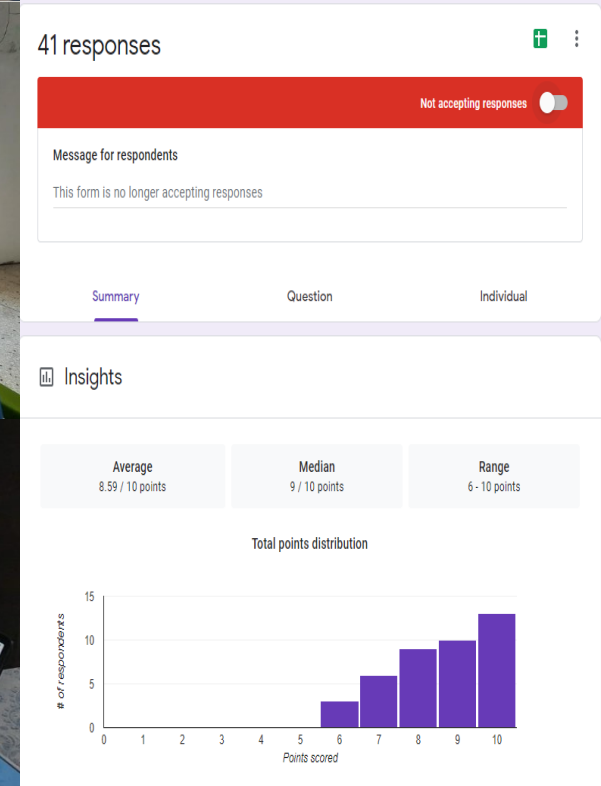 41 responses
Not accepting responses
Message for respondents
This form is no longer accepting responses
Summary Question Individual
Insights
Average Median Range
8.59 / 10 points 9 / 10 points 6 - 10 points
Total points distribution
15
10
5
0
# of respondents
0 1 2 3 4 5 6 7 8 9 10
Points scored